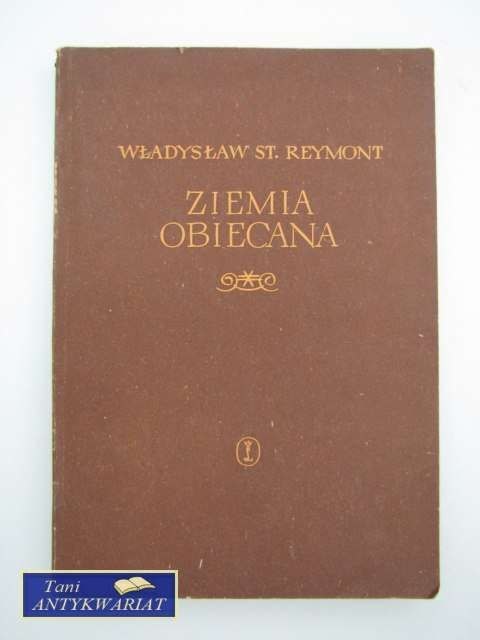 WŁADYSŁAW ST. REYMONT
ZIEMIA
OBIECANA
Tani
ANTYKWARIAT